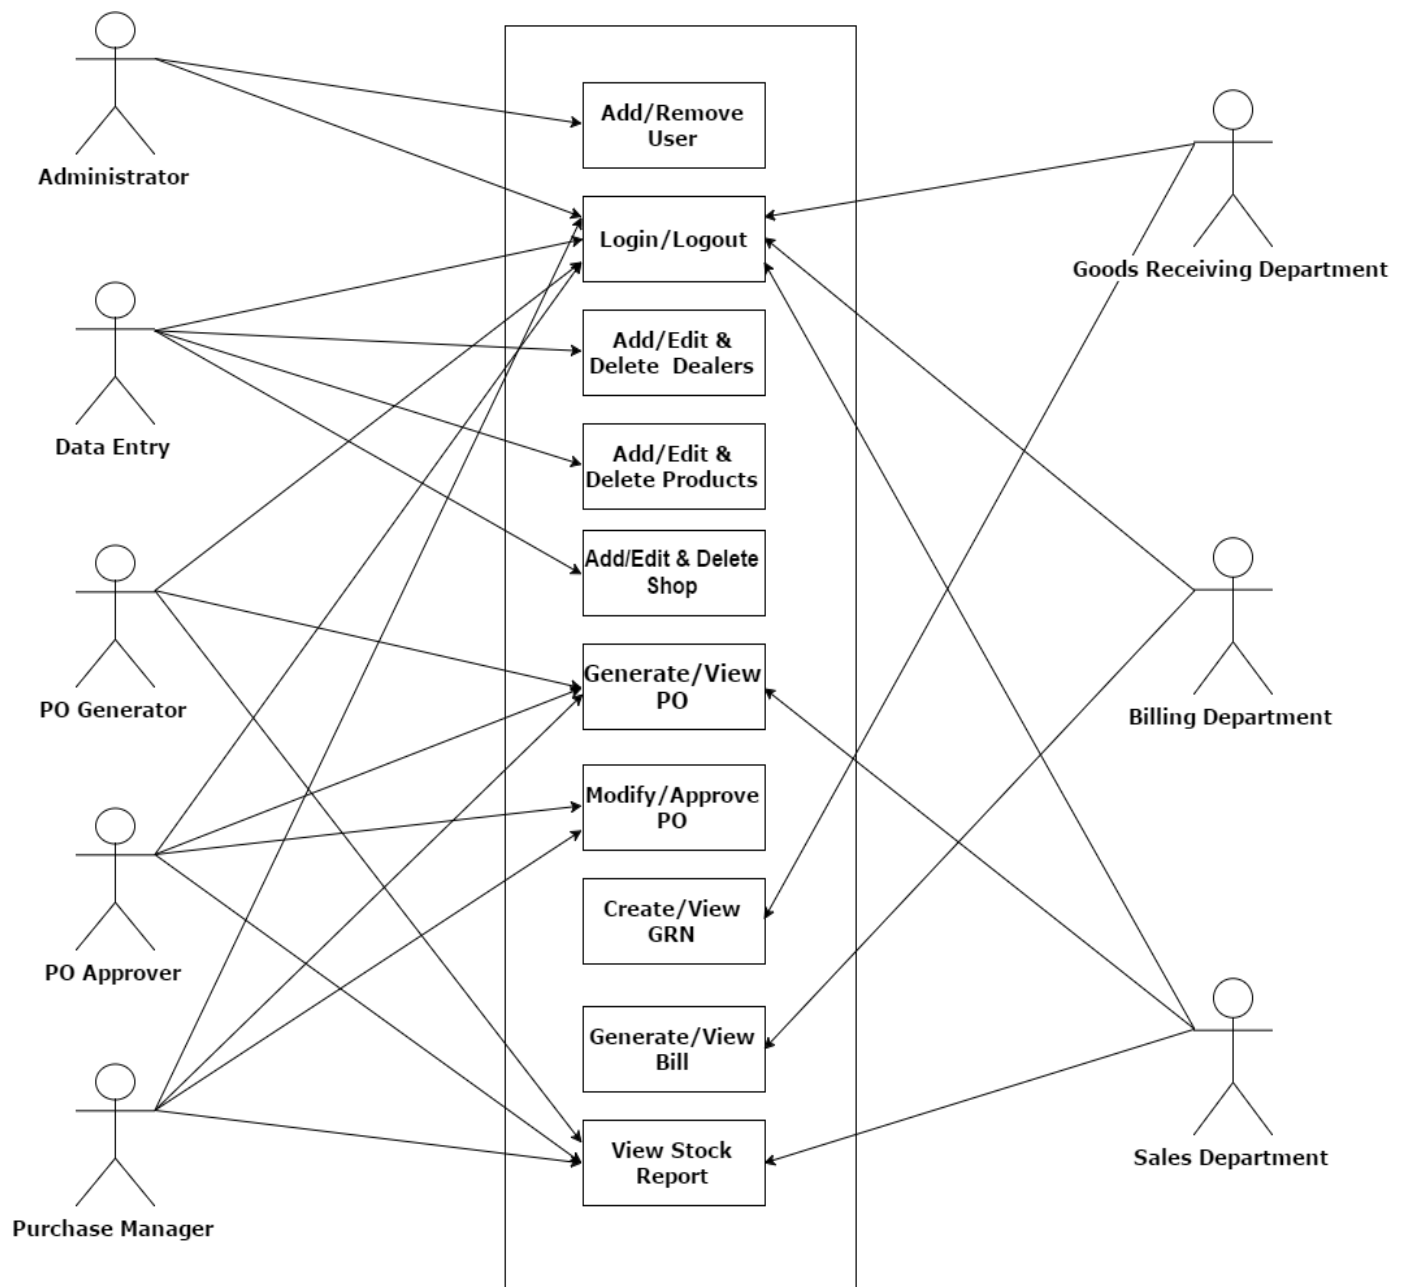 Administrator
Data Entry
PO Generator
PO Approver
Purchase Manager
Add/Remove
User
Login/Logout
Add/Edit &
Delete  Dealers
Add/Edit &
Delete Products
Add/Edit & Delete
Shop
Generate/View
PO
Modify/Approve
PO
Create/View
GRN
Generate/View
Bill
View Stock
Report
Goods Receiving Department
Billing Department
Sales Department